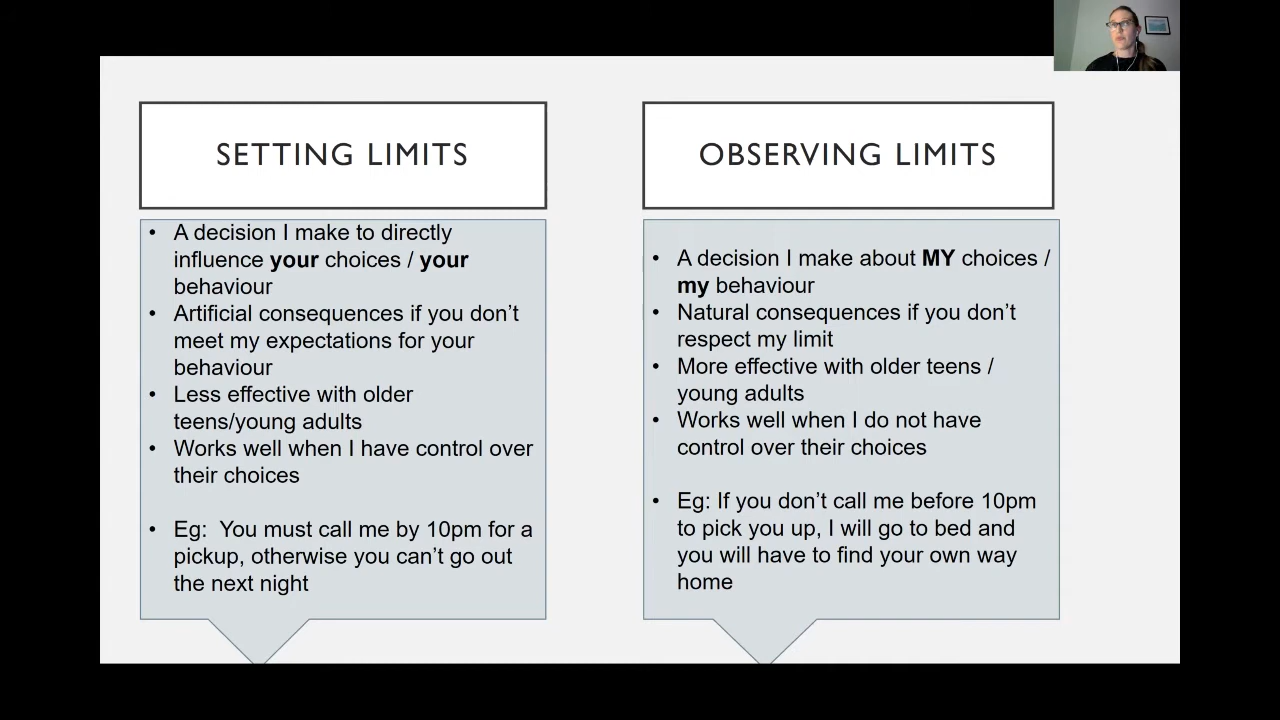 SETTING LIMITS
• A decision I make to directly
influence your choices / your
behaviour
• Artificial consequences if you don’t
meet my expectations for your
behaviour
• Less effective with older
teens/young adults
• Works well when I have control over
their choices
• Eg: You must call me by 10pm for a
pickup, otherwise you can’t go out
the next night
OBSERVING LIMITS
• A decision I make about MY choices /
my behaviour
• Natural consequences if you don’t
respect my limit
• More effective with older teens /
young adults
• Works well when I do not have
control over their choices
• Eg: If you don’t call me before 10pm
to pick you up, I will go to bed and
you will have to find your own way
home